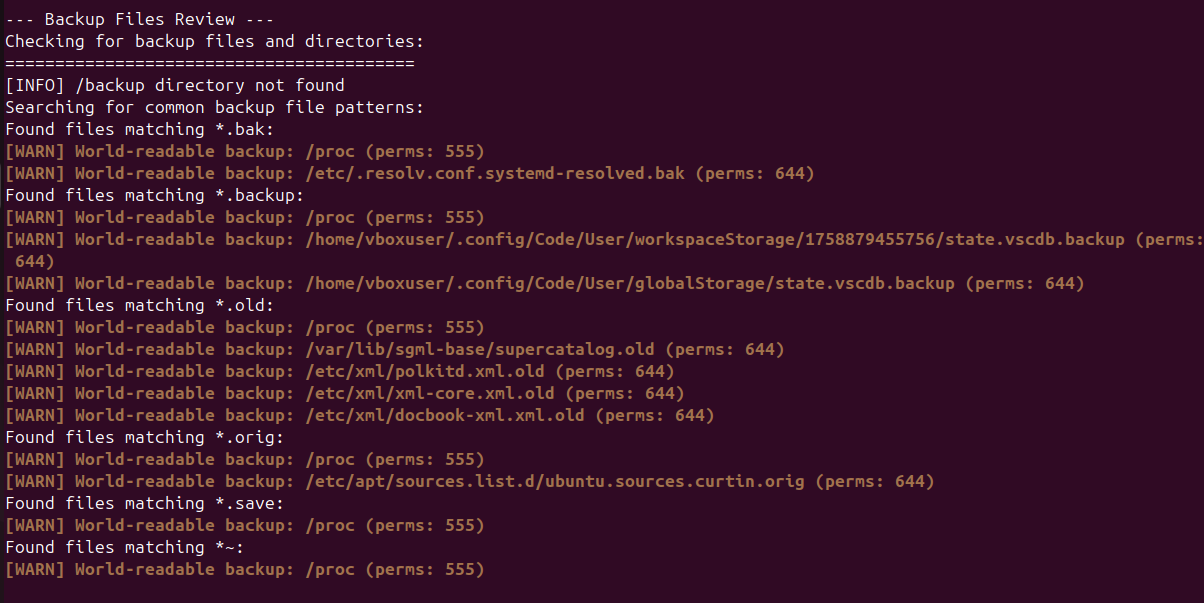 --- Backup Files Review ---
Checking for backup files and directories:
=========================================
[INFO] /backup directory not found
Searching for common backup file patterns:
Found files matching *.bak:
[WARN] World-readable backup: /proc (perms: 555)
[WARN] World-readable backup: /etc/.resolv.conf.systemd-resolved.bak (perms: 644)
Found files matching *.backup:
[WARN] World-readable backup: /proc (perms: 555)
[WARN] World-readable backup: /home/vboxuser/.config/Code/User/workspaceStorage/1758879455756/state.vscdb.backup (perms:
 644)
[WARN] World-readable backup: /home/vboxuser/.config/Code/User/globalStorage/state.vscdb.backup (perms: 644)
Found files matching *.old:
[WARN] World-readable backup: /proc (perms: 555)
[WARN] World-readable backup: /var/lib/sgml-base/supercatalog.old (perms: 644)
[WARN] World-readable backup: /etc/xml/polkitd.xml.old (perms: 644)
[WARN] World-readable backup: /etc/xml/xml-core.xml.old (perms: 644)
[WARN] World-readable backup: /etc/xml/docbook-xml.xml.old (perms: 644)
Found files matching *.orig:
[WARN] World-readable backup: /proc (perms: 555)
[WARN] World-readable backup: /etc/apt/sources.list.d/ubuntu.sources.curtin.orig (perms: 644)
Found files matching *.save:
[WARN] World-readable backup: /proc (perms: 555)
Found files matching *~:
[WARN] World-readable backup: /proc (perms: 555)